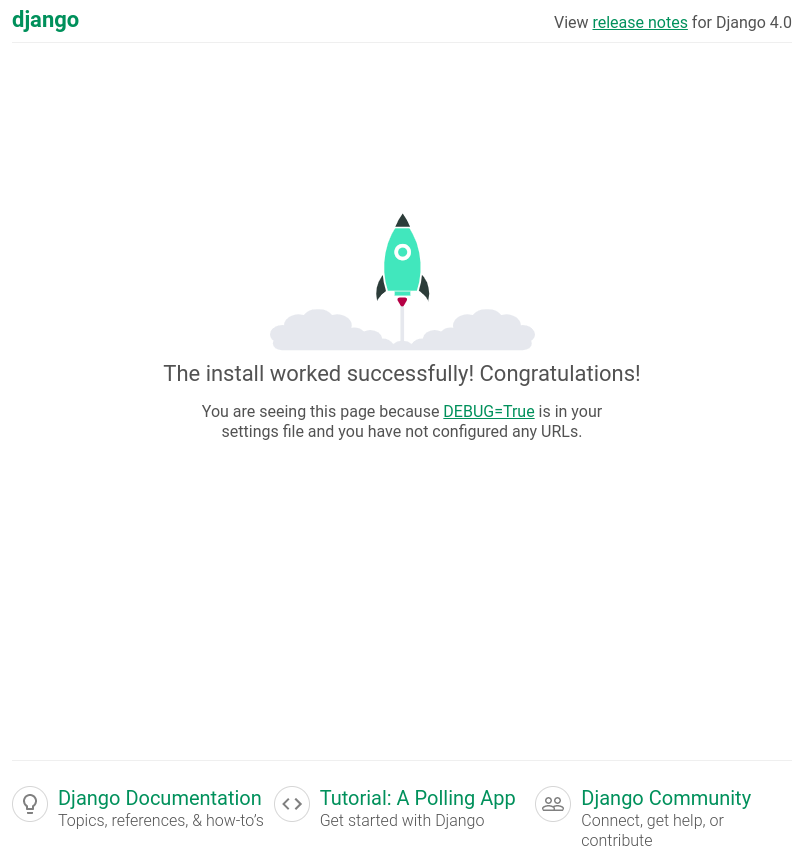 django
View release notes for Django 4.0
The install worked successfully! Congratulations!
You are seeing this page because DEBUG=True is in your
settings file and you have not configured any URLs.
Django Documentation
Topics, references, & how-to’s
Tutorial: A Polling App
Get started with Django
Django Community
Connect, get help, or
contribute